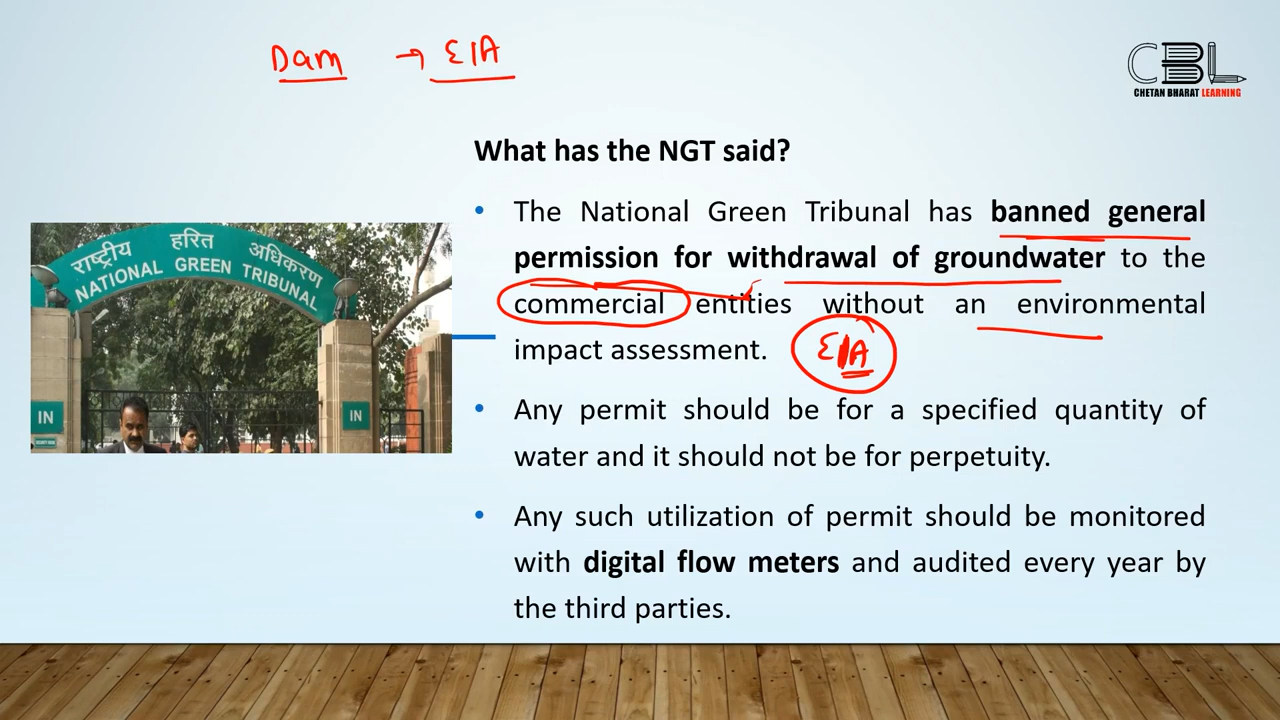 Dam → EIA
CBL
CHETAN BHARAT LEARNING
What has the NGT said?
• The National Green Tribunal has banned general
permission for withdrawal of groundwater to the
commercial entities without an environmental
impact assessment. EIA
• Any permit should be for a specified quantity of
water and it should not be for perpetuity.
• Any such utilization of permit should be monitored
with digital flow meters and audited every year by
the third parties.
राष्ट्रीय हरित अधिकरण
NATIONAL GREEN TRIBUNAL
IN
IN